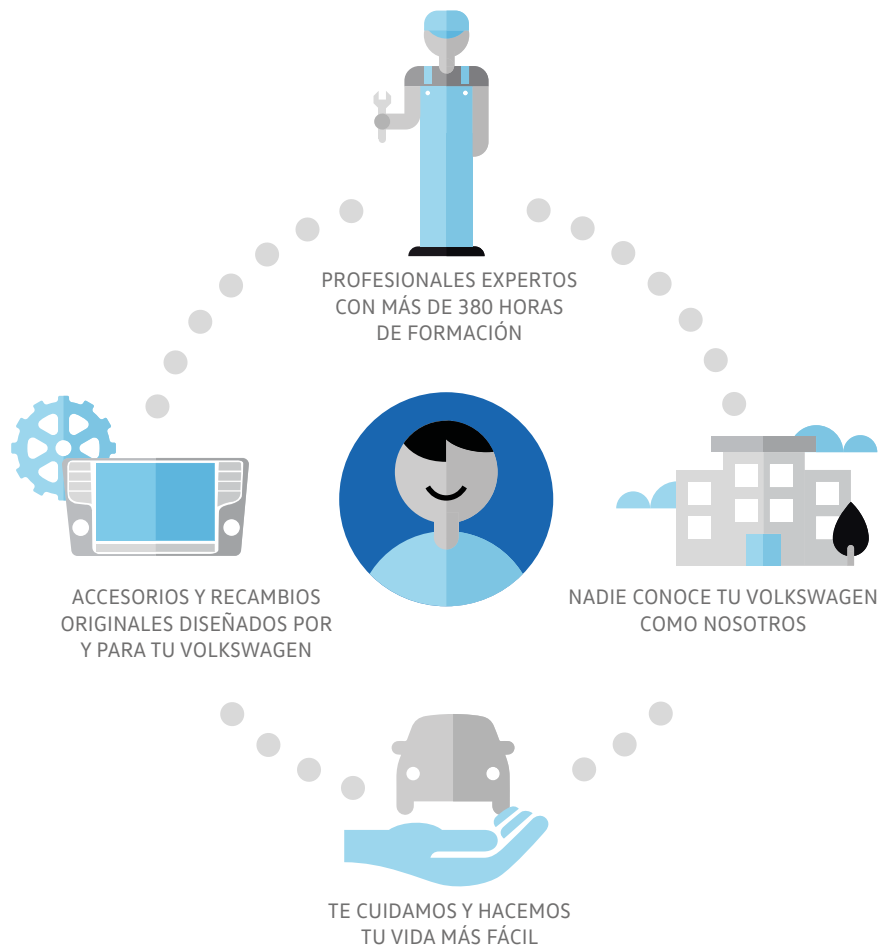 PROFESIONALES EXPERTOS
CON MÁS DE 380 HORAS
DE FORMACIÓN
ACCESORIOS Y RECAMBIOS
ORIGINALES DISEÑADOS POR
Y PARA TU VOLKSWAGEN
NADIE CONOCE TU VOLKSWAGEN
COMO NOSOTROS
TE CUIDAMOS Y HACEMOS
TU VIDA MÁS FÁCIL